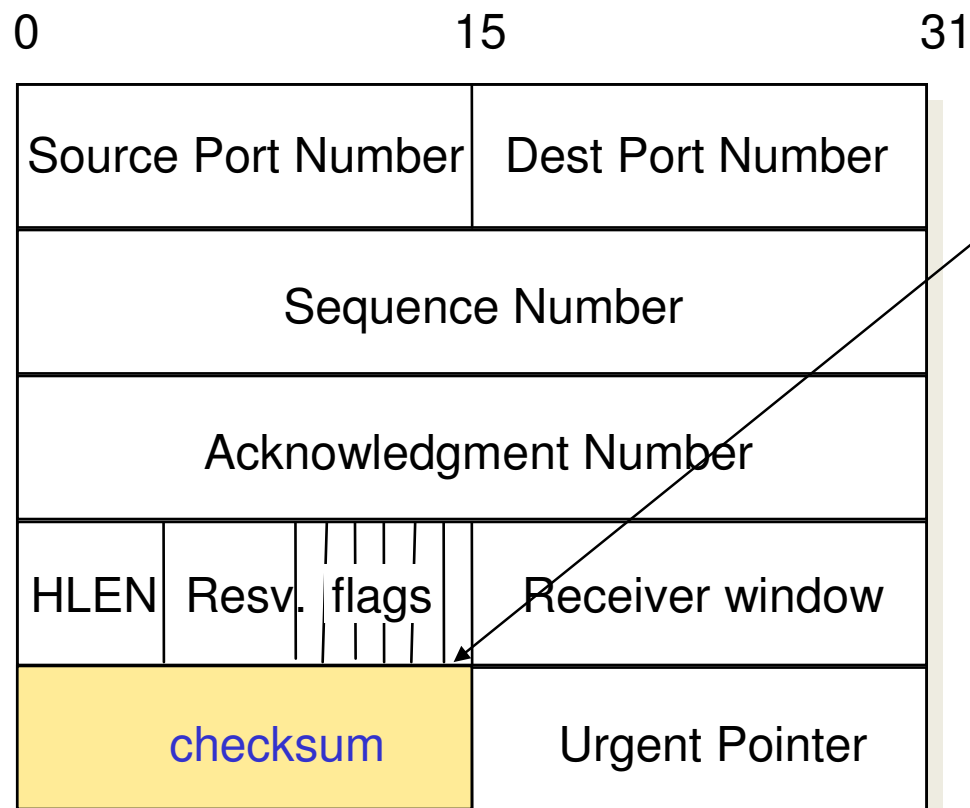 0 15 31
Source Port Number Dest Port Number
Sequence Number
Acknowledgment Number
HLEN Resv. flags Receiver window
checksum Urgent Pointer